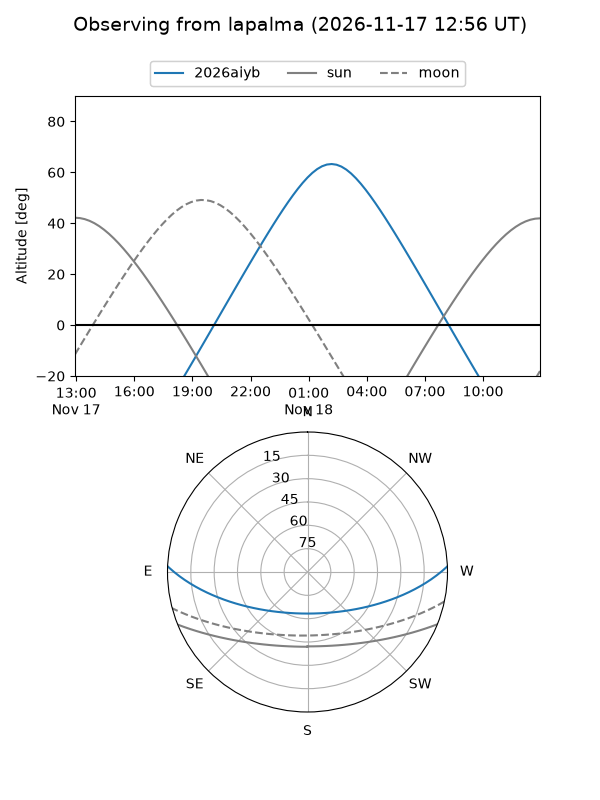 Observing from lapalma (2026-11-17 12:56 UT)
2026aiyb sun moon
Altitude [deg]
80
60
40
20
0
−20
13:00 16:00 19:00 22:00 01:00 04:00 07:00 10:00
Nov 17 Nov 18
N
NE NW
15
30
45
60
75
E W
SE SW
S